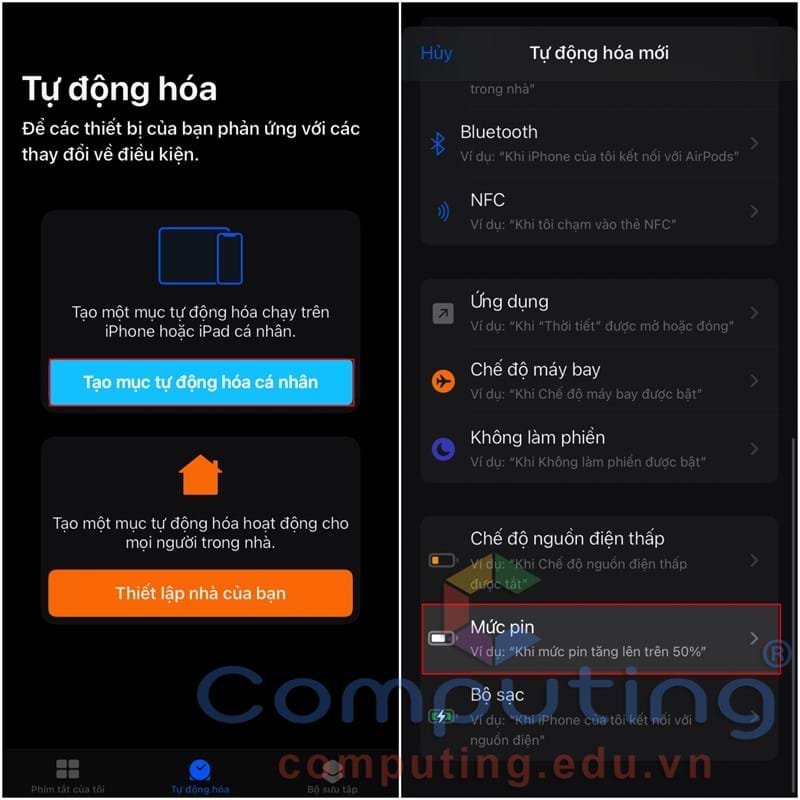 Tự động hóa
Để các thiết bị của bạn phản ứng với các
thay đổi về điều kiện.
Tạo một mục tự động hóa chạy trên
iPhone hoặc iPad cá nhân.
Tạo mục tự động hóa cá nhân
Tạo một mục tự động hóa hoạt động cho
mọi người trong nhà.
Thiết lập nhà của bạn
Phím tắt của tôi
Tự động hóa
Bộ sưu tập
Hủy
Tự động hóa mới
trong nhà”
Bluetooth
Ví dụ: “Khi iPhone của tôi kết nối với AirPods”
NFC
Ví dụ: “Khi tôi chạm vào thẻ NFC”
Ứng dụng
Ví dụ: “Khi “Thời tiết” được mở hoặc đóng”
Chế độ máy bay
Ví dụ: “Khi Chế độ máy bay được bật”
Không làm phiền
Ví dụ: “Khi Không làm phiền được bật”
Chế độ nguồn điện thấp
Ví dụ: “Khi Chế độ nguồn điện thấp
được tắt”
Mức pin
Ví dụ: “Khi mức pin tăng lên trên 50%”
Bộ sạc
Ví dụ: “Khi iPhone của tôi kết nối với
nguồn điện”
Computing®
computing.edu.vn